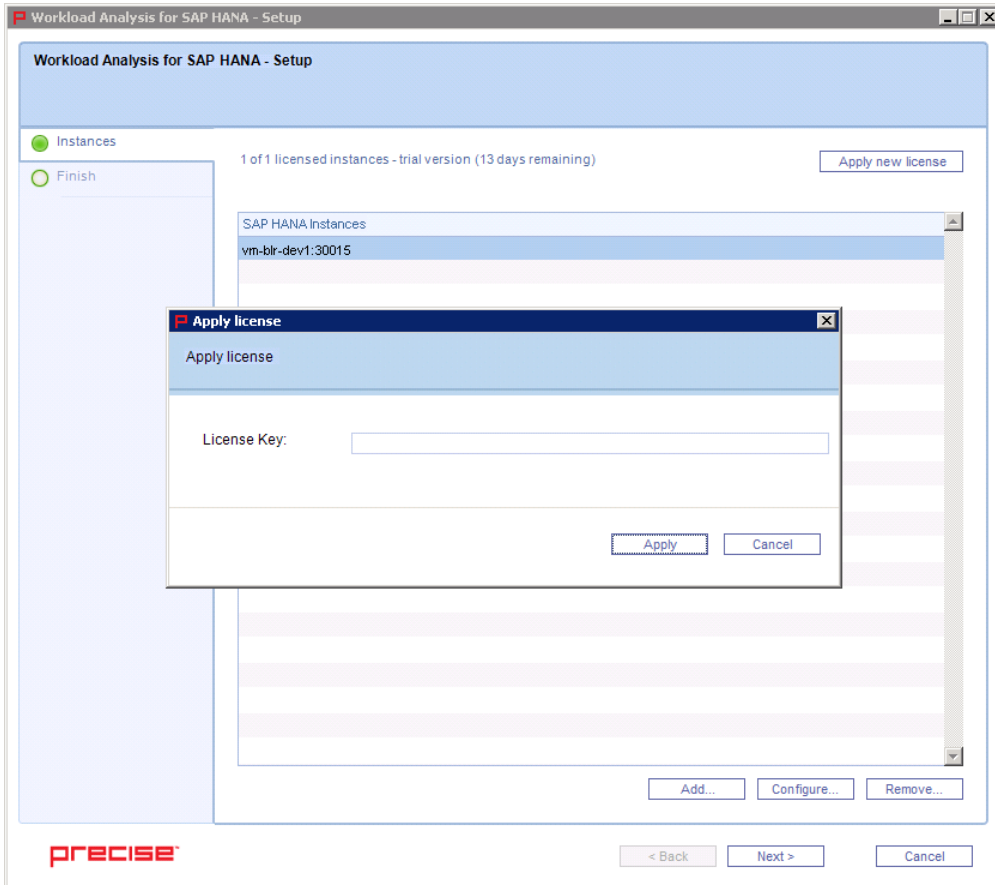 Workload Analysis for SAP HANA - Setup
Workload Analysis for SAP HANA - Setup
Instances
Finish
1 of 1 licensed instances - trial version (13 days remaining)
Apply new license
SAP HANA Instances
vm-blr-dev1:30015
Apply license
Apply license
License Key:
Apply
Cancel
Add...
Configure...
Remove...
precise
< Back
Next >
Cancel